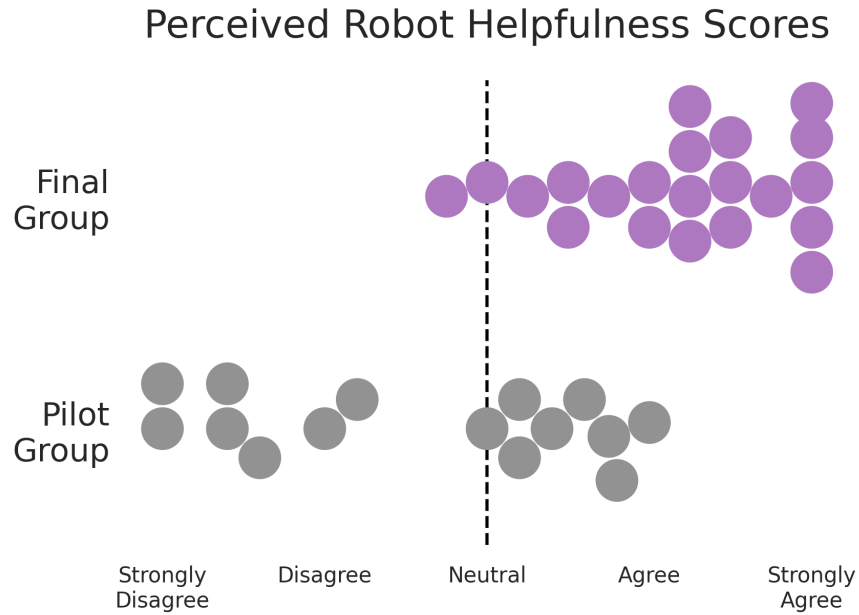 Perceived Robot Helpfulness Scores
Final
Group
Pilot
Group
Strongly
Disagree
Disagree
Neutral
Agree
Strongly
Agree